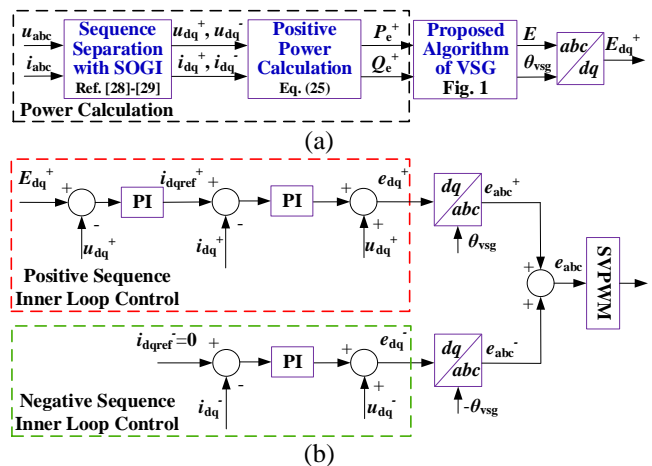 u_abc
i_abc
Sequence
Separation
with SOGI
Ref. [28]-[29]
u_dq^+, u_dq^-
i_dq^+, i_dq^-
Positive
Power
Calculation
Eq. (25)
P_e^+
Q_e^+
Proposed
Algorithm
of VSG
Fig. 1
E
θ_vsg
abc
dq
E_dq^+
Power Calculation
(a)
E_dq^+
+
-
u_dq^+
PI
i_dqref^+
+
-
i_dq^+
PI
+
+
u_dq^+
e_dq^+
dq
abc
θ_vsg
e_abc^+
Positive Sequence
Inner Loop Control
+
+
e_abc
SVPWM
i_dqref^-=0
+
-
i_dq^-
PI
+
+
u_dq^-
e_dq^-
dq
abc
-θ_vsg
e_abc^-
Negative Sequence
Inner Loop Control
(b)